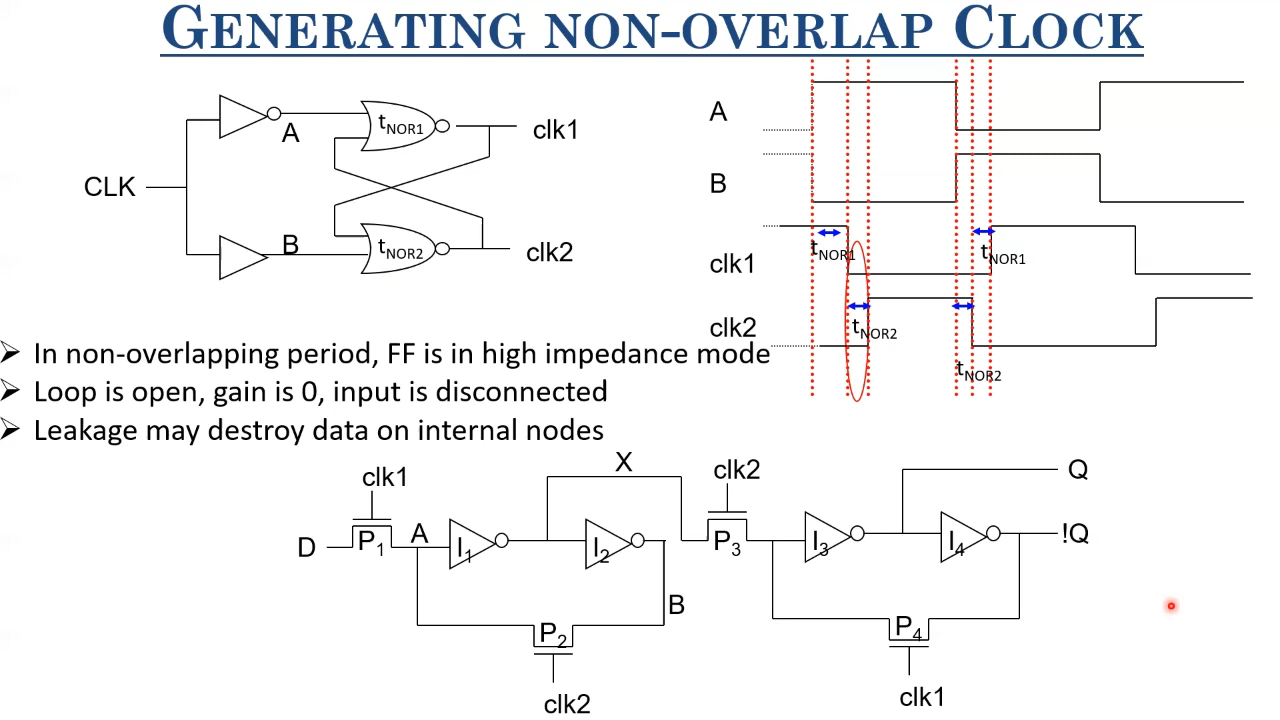 GENERATING NON-OVERLAP CLOCK
A
tNOR1
clk1
CLK
B
tNOR2
clk2
A
B
tNOR1
tNOR1
clk1
clk2
tNOR2
tNOR2
➢ In non-overlapping period, FF is in high impedance mode
➢ Loop is open, gain is 0, input is disconnected
➢ Leakage may destroy data on internal nodes
clk1
X
clk2
Q
D
P1
A
I1
I2
P3
I3
I4
!Q
B
P2
P4
clk2
clk1